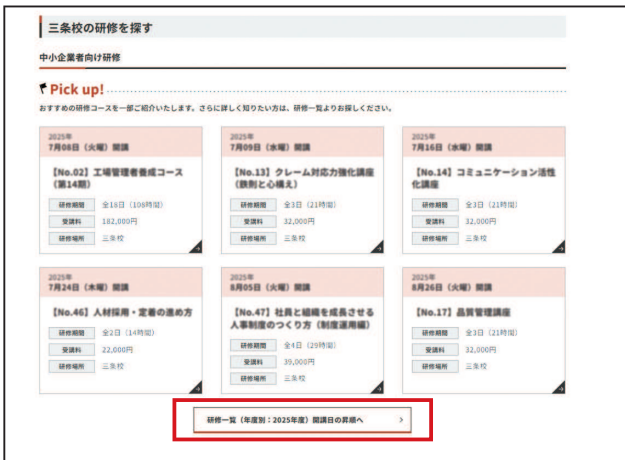 三条校の研修を探す
中小企業者向け研修
Pick up!
おすすめの研修コースを一部ご紹介いたします。さらに詳しく知りたい方は、研修一覧よりお探しください。
2025年
7月08日（火曜）開講
【No.02】工場管理者養成コース
（第14期）
研修期間 全18日（108時間）
受講料 182,000円
研修場所 三条校
2025年
7月09日（水曜）開講
【No.13】クレーム対応力強化講座
（鉄則と心構え）
研修期間 全3日（21時間）
受講料 32,000円
研修場所 三条校
2025年
7月16日（水曜）開講
【No.14】コミュニケーション活性
化講座
研修期間 全3日（21時間）
受講料 32,000円
研修場所 三条校
2025年
7月24日（木曜）開講
【No.46】人材採用・定着の進め方
研修期間 全2日（14時間）
受講料 22,000円
研修場所 三条校
2025年
8月05日（火曜）開講
【No.47】社員と組織を成長させる
人事制度のつくり方（制度運用編）
研修期間 全4日（29時間）
受講料 39,000円
研修場所 三条校
2025年
8月26日（火曜）開講
【No.17】品質管理講座
研修期間 全3日（21時間）
受講料 32,000円
研修場所 三条校
研修一覧（年度別：2025年度）開講日の昇順へ